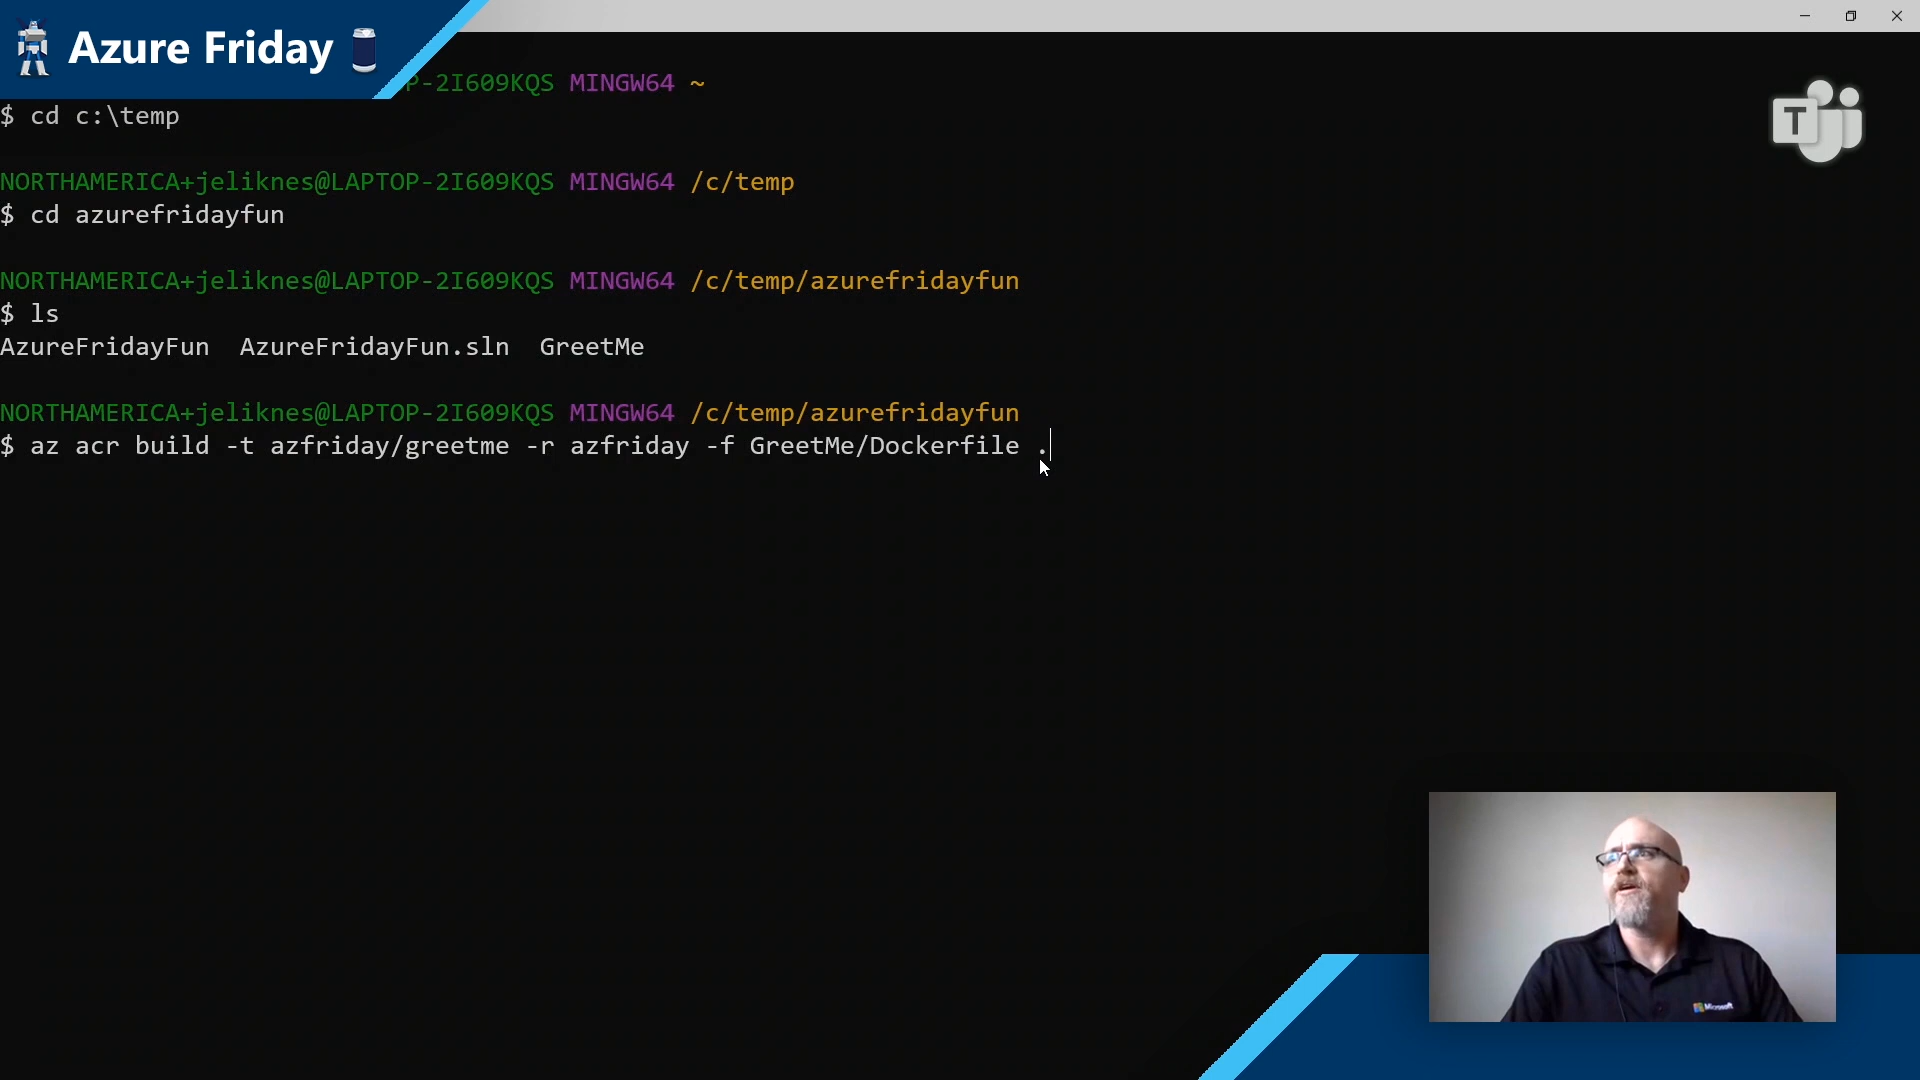 Azure Friday
P-2I609KQS MINGW64 ~
$ cd c:\temp
T
NORTHAMERICA+jeliknes@LAPTOP-2I609KQS MINGW64 /c/temp
$ cd azurefridayfun
NORTHAMERICA+jeliknes@LAPTOP-2I609KQS MINGW64 /c/temp/azurefridayfun
$ ls
AzureFridayFun  AzureFridayFun.sln  GreetMe
NORTHAMERICA+jeliknes@LAPTOP-2I609KQS MINGW64 /c/temp/azurefridayfun
$ az acr build -t azfriday/greetme -r azfriday -f GreetMe/Dockerfile .
Microsoft